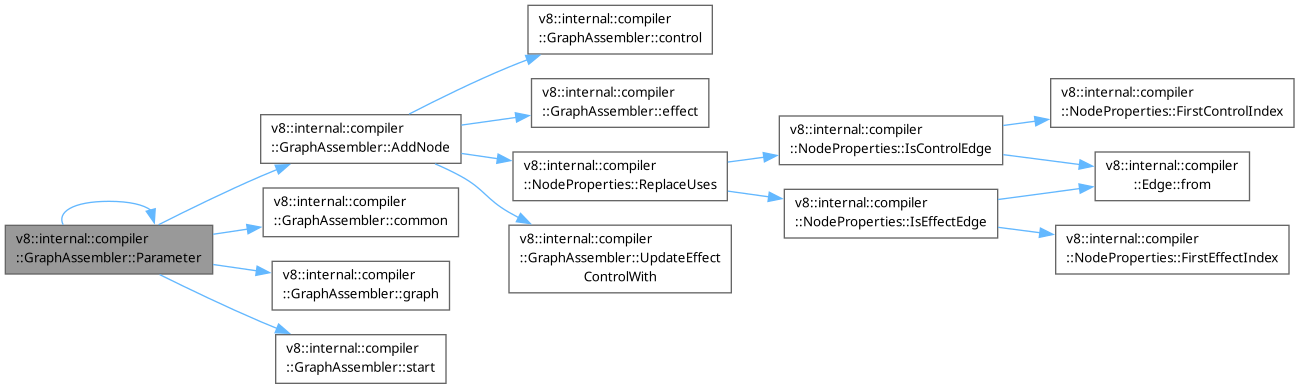 v8::internal::compiler
::GraphAssembler::Parameter
v8::internal::compiler
::GraphAssembler::AddNode
v8::internal::compiler
::GraphAssembler::common
v8::internal::compiler
::GraphAssembler::graph
v8::internal::compiler
::GraphAssembler::start
v8::internal::compiler
::GraphAssembler::control
v8::internal::compiler
::GraphAssembler::effect
v8::internal::compiler
::NodeProperties::ReplaceUses
v8::internal::compiler
::GraphAssembler::UpdateEffect
ControlWith
v8::internal::compiler
::NodeProperties::IsControlEdge
v8::internal::compiler
::NodeProperties::IsEffectEdge
v8::internal::compiler
::NodeProperties::FirstControlIndex
v8::internal::compiler
::Edge::from
v8::internal::compiler
::NodeProperties::FirstEffectIndex